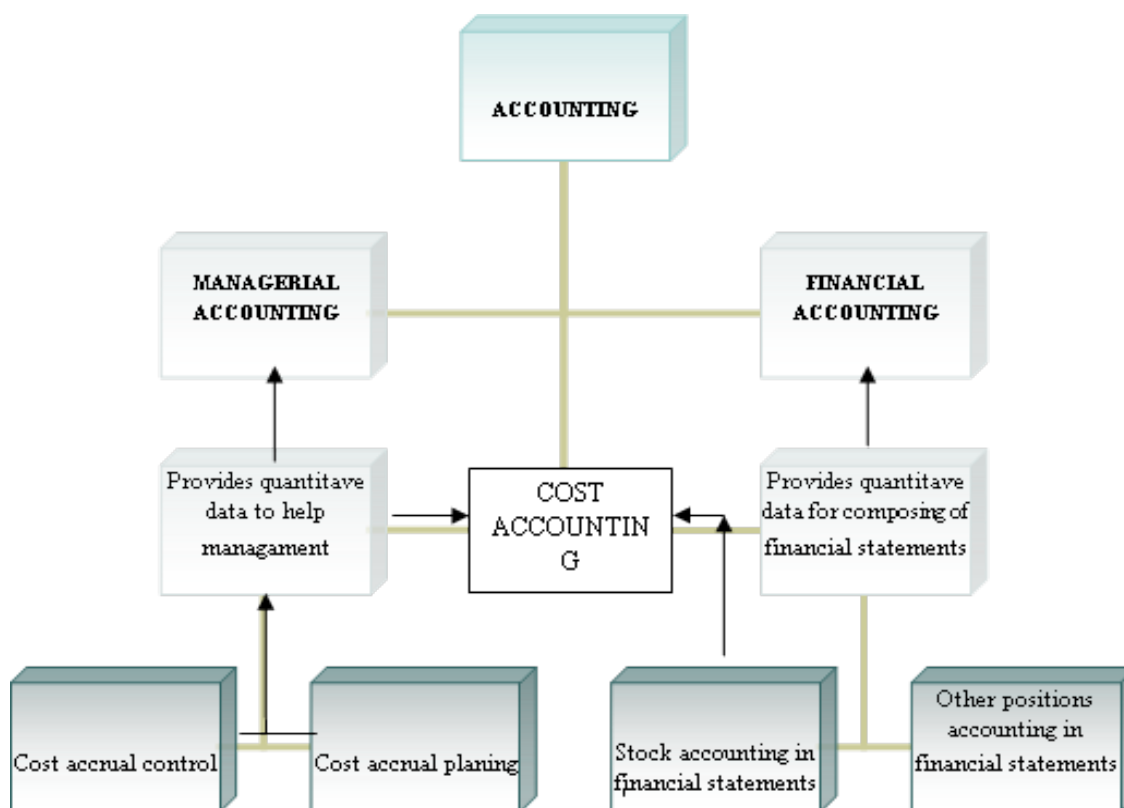 ACCOUNTING
MANAGERIAL
ACCOUNTING
FINANCIAL
ACCOUNTING
Provides quantitave
data to help
managament
COST
ACCOUNTIN
G
Provides quantitave
data for composing of
financial statements
Cost accrual control
Cost accrual planing
Stock accounting in
financial statements
Other positions
accounting in
financial statements